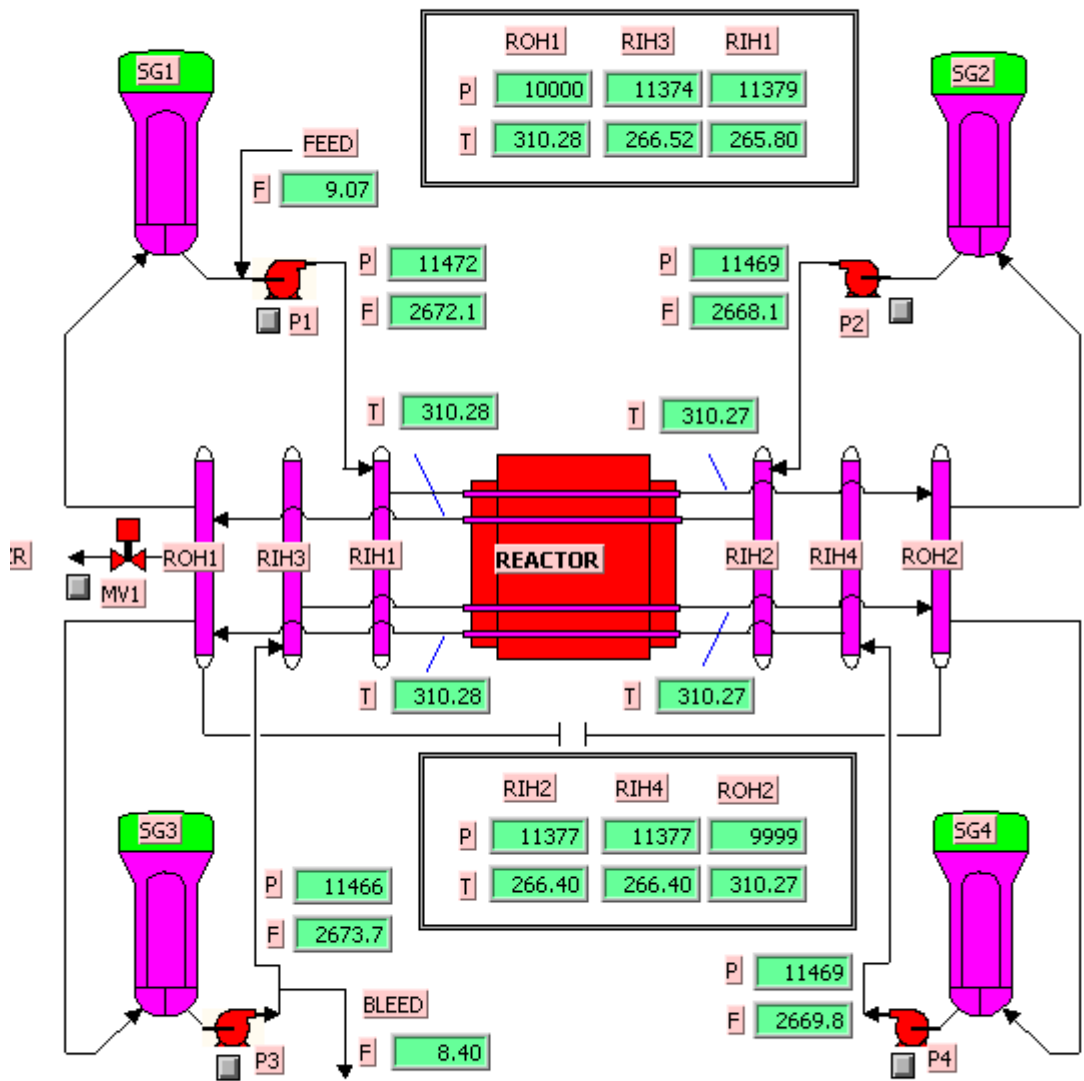 ROH1 RIH3 RIH1
SG1 SG2
P 10000 11374 11379
FEED
T 310.28 266.52 265.80
F 9.07
P 11472 P 11469
F 2672.1 F 2668.1
P1 P2
T 310.28 T 310.27
ZR ROH1 RIH3 RIH1 REACTOR RIH2 RIH4 ROH2
MV1
T 310.28 T 310.27
RIH2 RIH4 ROH2
SG3 SG4
P 11377 11377 9999
P 11466 T 266.40 266.40 310.27
F 2673.7
P 11469
BLEED
F 2669.8
P3 F 8.40 P4